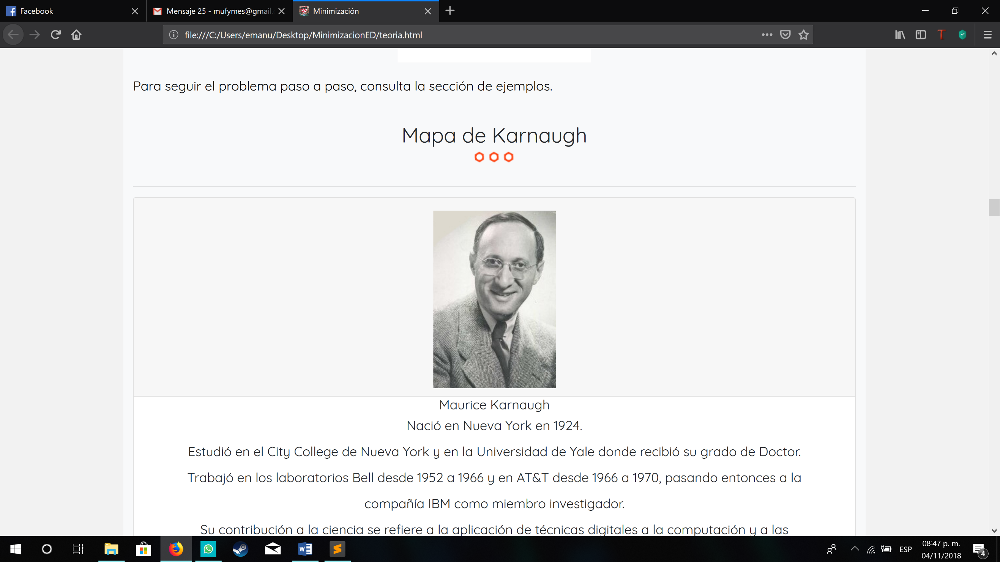 Facebook
Mensaje 25 - mufymes@gmail.
Minimización
file:///C:/Users/emanu/Desktop/MinimizacionED/teoria.html
Para seguir el problema paso a paso, consulta la sección de ejemplos.
Mapa de Karnaugh
Maurice Karnaugh
Nació en Nueva York en 1924.
Estudió en el City College de Nueva York y en la Universidad de Yale donde recibió su grado de Doctor.
Trabajó en los laboratorios Bell desde 1952 a 1966 y en AT&T desde 1966 a 1970, pasando entonces a la
compañía IBM como miembro investigador.
Su contribución a la ciencia se refiere a la aplicación de técnicas digitales a la computación y a las
ESP
08:47 p. m.
04/11/2018
4